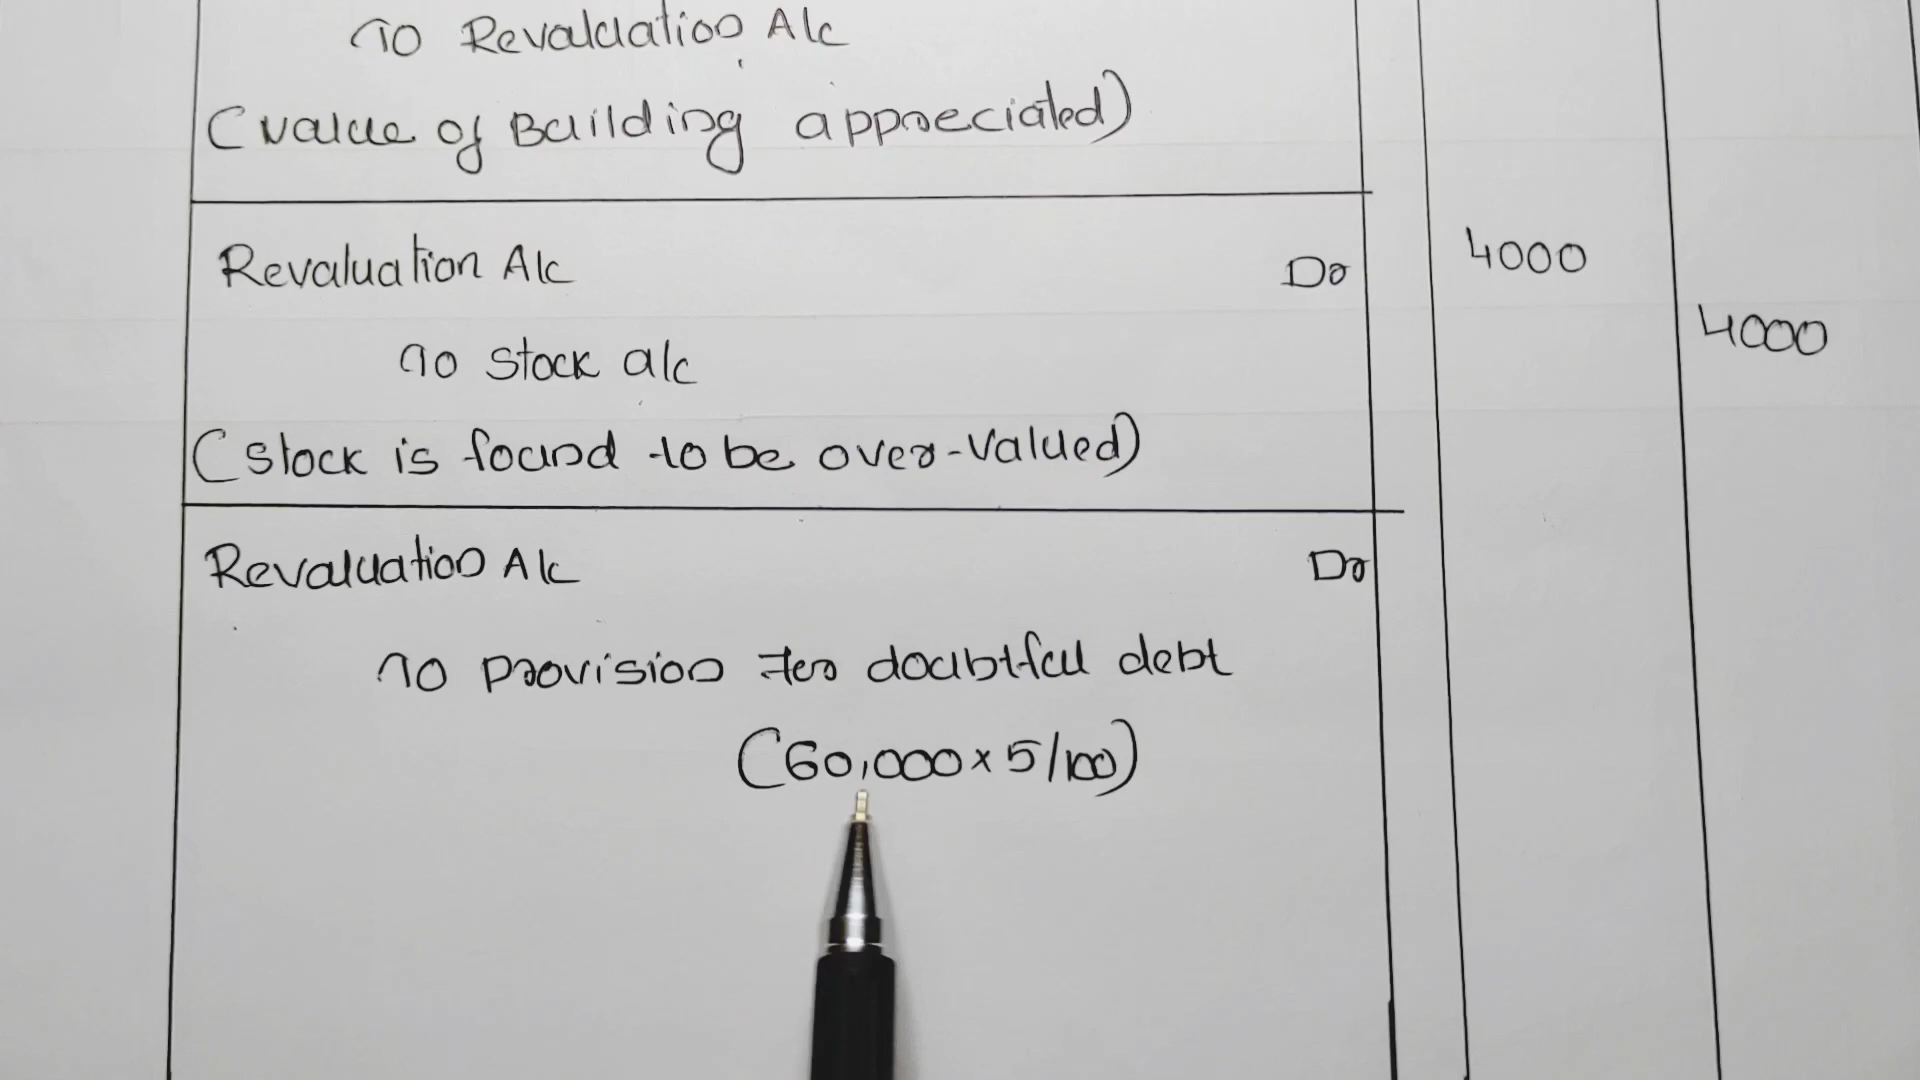 To Revaluation A/c
(value of Building appreciated)
Revaluation A/c Dr 4000
To Stock a/c 4000
(stock is found to be over-valued)
Revaluation A/c Dr
To provision for doubtful debt
(60,000 x 5/100)